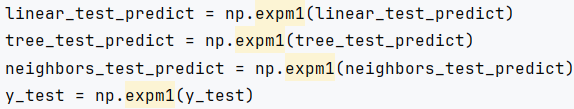 linear_test_predict = np.expm1(linear_test_predict)
tree_test_predict = np.expm1(tree_test_predict)
neighbors_test_predict = np.expm1(neighbors_test_predict)
y_test = np.expm1(y_test)